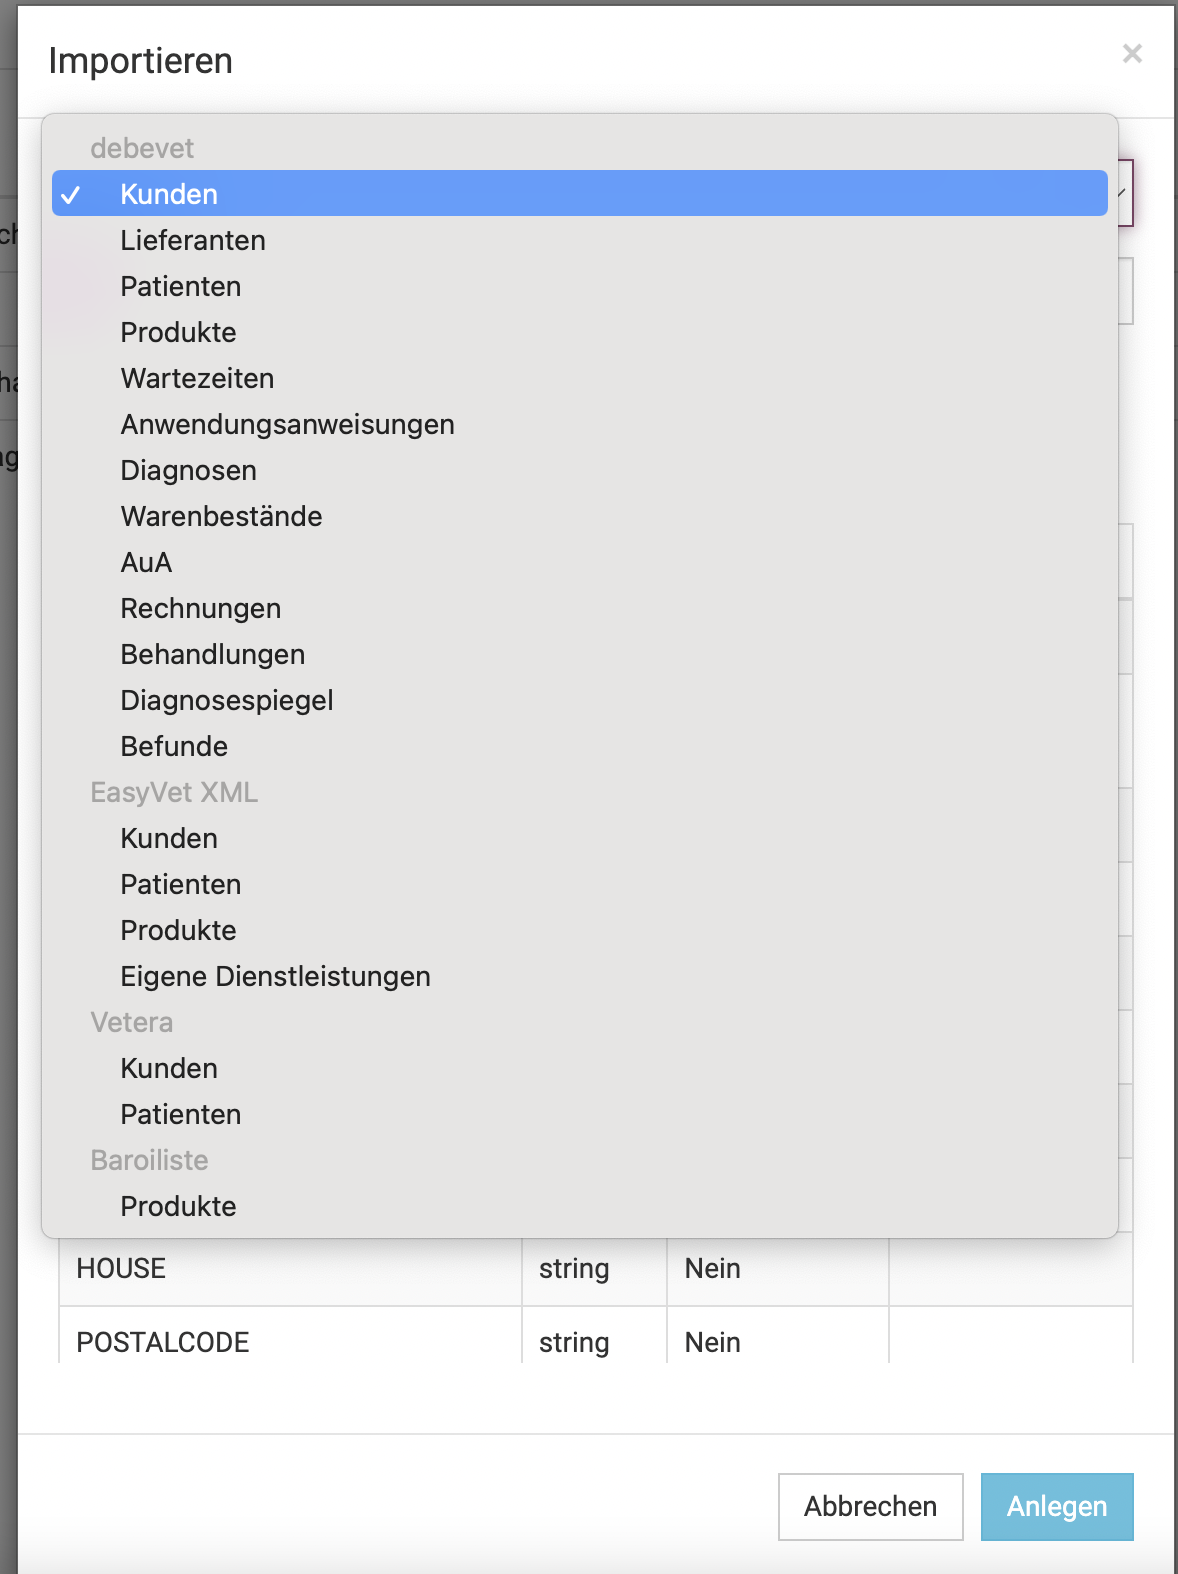 Importieren
×
debevet
✓ Kunden
Lieferanten
Patienten
Produkte
Wartezeiten
Anwendungsanweisungen
Diagnosen
Warenbestände
AuA
Rechnungen
Behandlungen
Diagnosespiegel
Befunde
EasyVet XML
Kunden
Patienten
Produkte
Eigene Dienstleistungen
Vetera
Kunden
Patienten
Baroiliste
Produkte
HOUSE string Nein
POSTALCODE string Nein
Abbrechen Anlegen